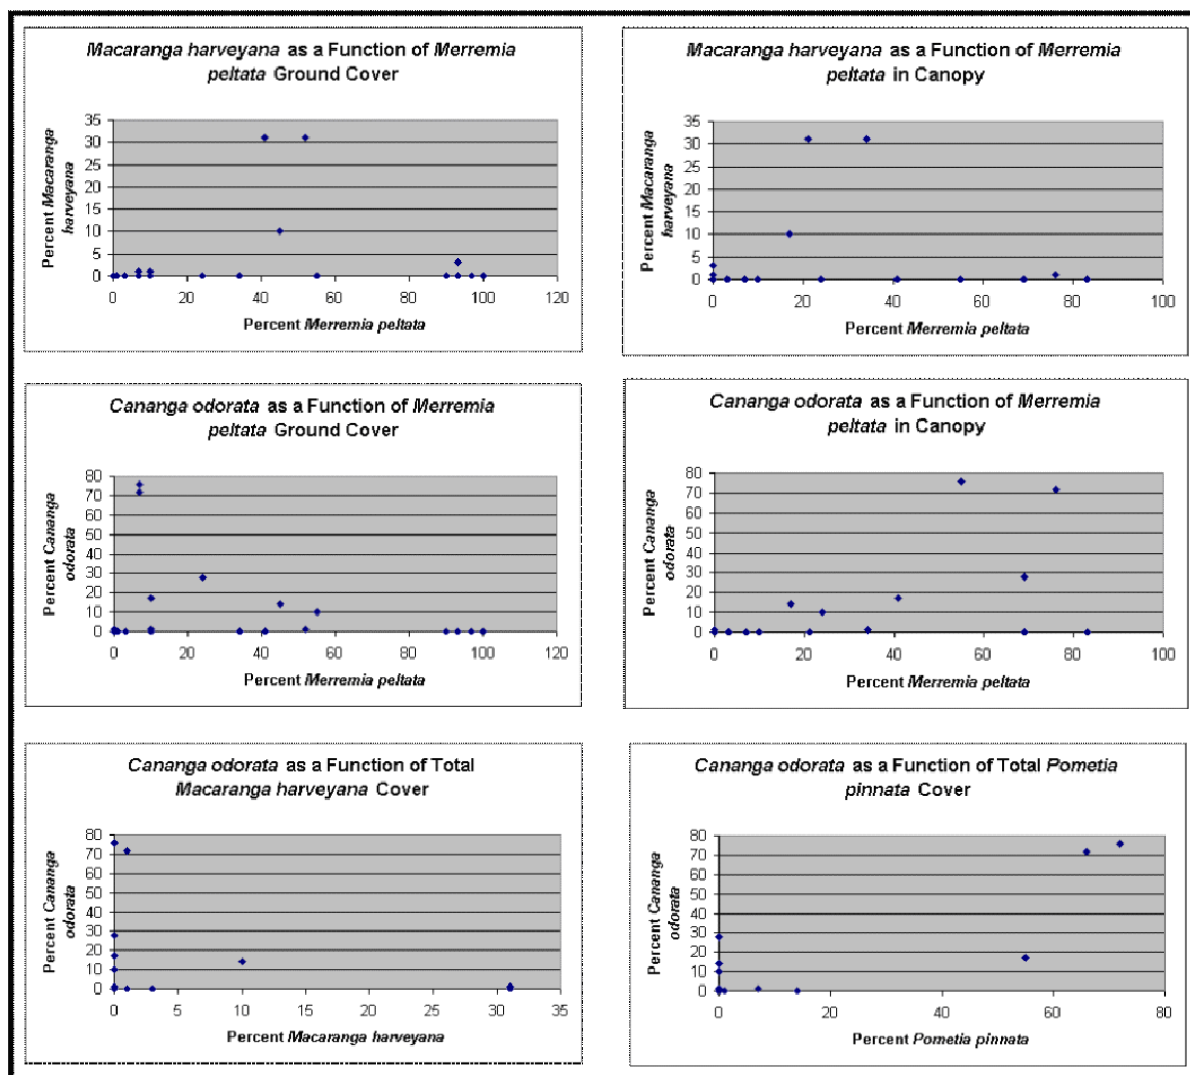 Macaranga harveyana as a Function of Merremia
peltata Ground Cover
35
30
25
20
15
10
5
0
Percent Macaranga
harveyana
0 20 40 60 80 100 120
Percent Merremia peltata
Macaranga harveyana as a Function of Merremia
peltata in Canopy
35
30
25
20
15
10
5
0
Percent Macaranga
harveyana
0 20 40 60 80 100
Percent Merremia peltata
Cananga odorata as a Function of Merremia
peltata Ground Cover
80
70
60
50
40
30
20
10
0
Percent Cananga
odorata
0 20 40 60 80 100 120
Percent Merremia peltata
Cananga odorata as a Function of Merremia
peltata in Canopy
80
70
60
50
40
30
20
10
0
Percent Cananga
odorata
0 20 40 60 80 100
Percent Merremia peltata
Cananga odorata as a Function of Total
Macaranga harveyana Cover
80
70
60
50
40
30
20
10
0
Percent Cananga
odorata
0 5 10 15 20 25 30 35
Percent Macaranga harveyana
Cananga odorata as a Function of Total Pometia
pinnata Cover
80
70
60
50
40
30
20
10
0
Percent Cananga
odorata
0 20 40 60 80
Percent Pometia pinnata